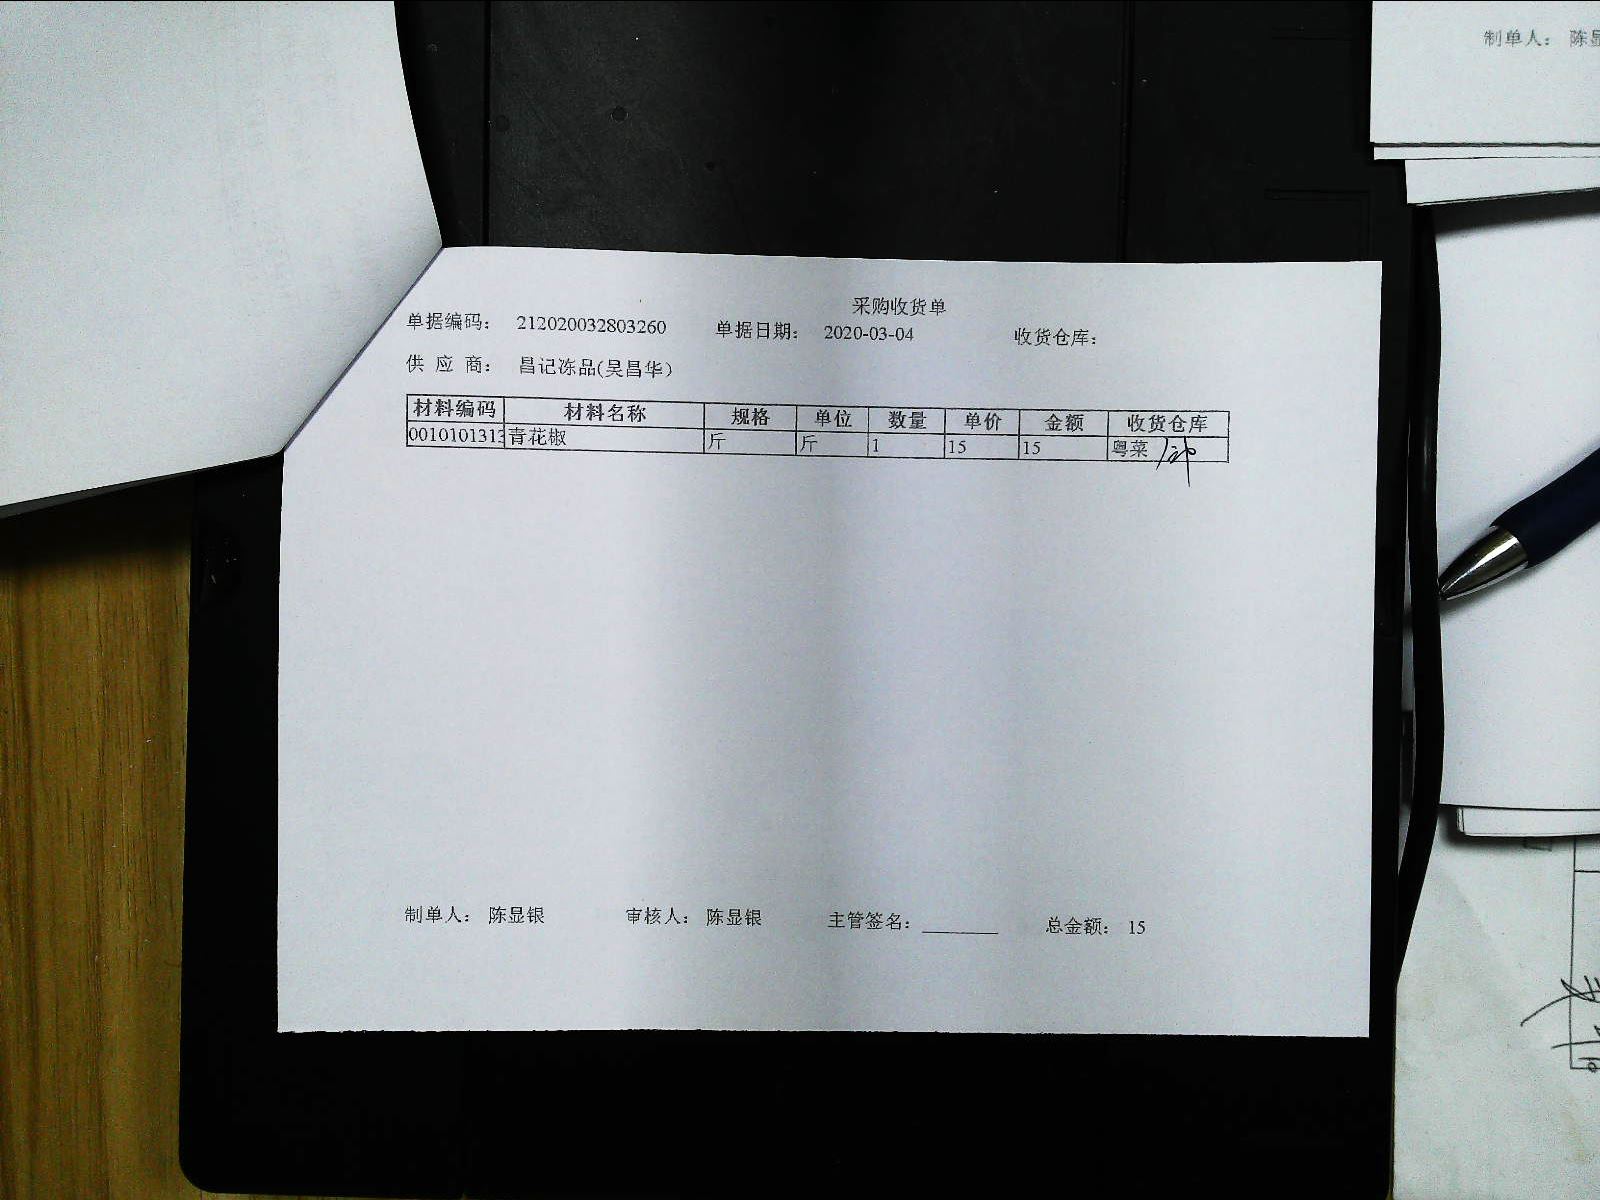 制单人： 陈显
采购收货单
单据编码： 212020032803260 单据日期： 2020-03-04 收货仓库：
供 应 商： 昌记冻品(吴昌华)
材料编码 材料名称 规格 单位 数量 单价 金额 收货仓库
0010101313 青花椒 斤 斤 1 15 15 粤菜
制单人： 陈显银 审核人： 陈显银 主管签名： 总金额： 15